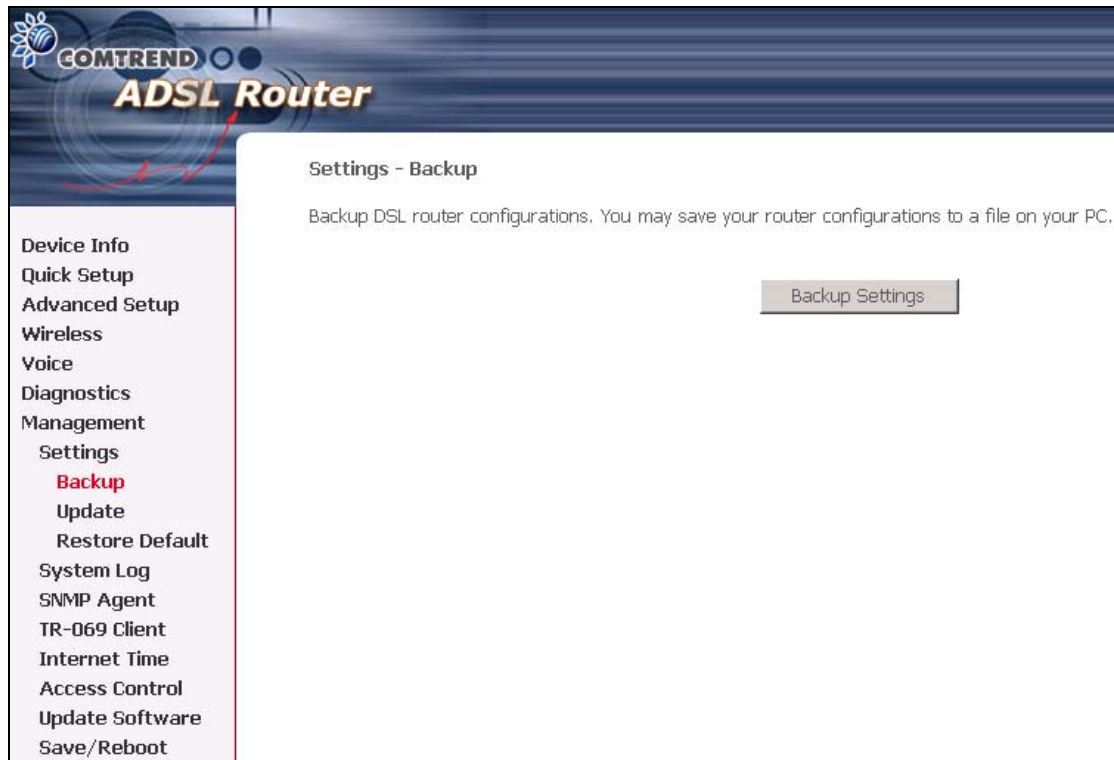 COMTREND
ADSL Router
Settings - Backup
Backup DSL router configurations. You may save your router configurations to a file on your PC.
Backup Settings
Device Info
Quick Setup
Advanced Setup
Wireless
Voice
Diagnostics
Management
Settings
Backup
Update
Restore Default
System Log
SNMP Agent
TR-069 Client
Internet Time
Access Control
Update Software
Save/Reboot